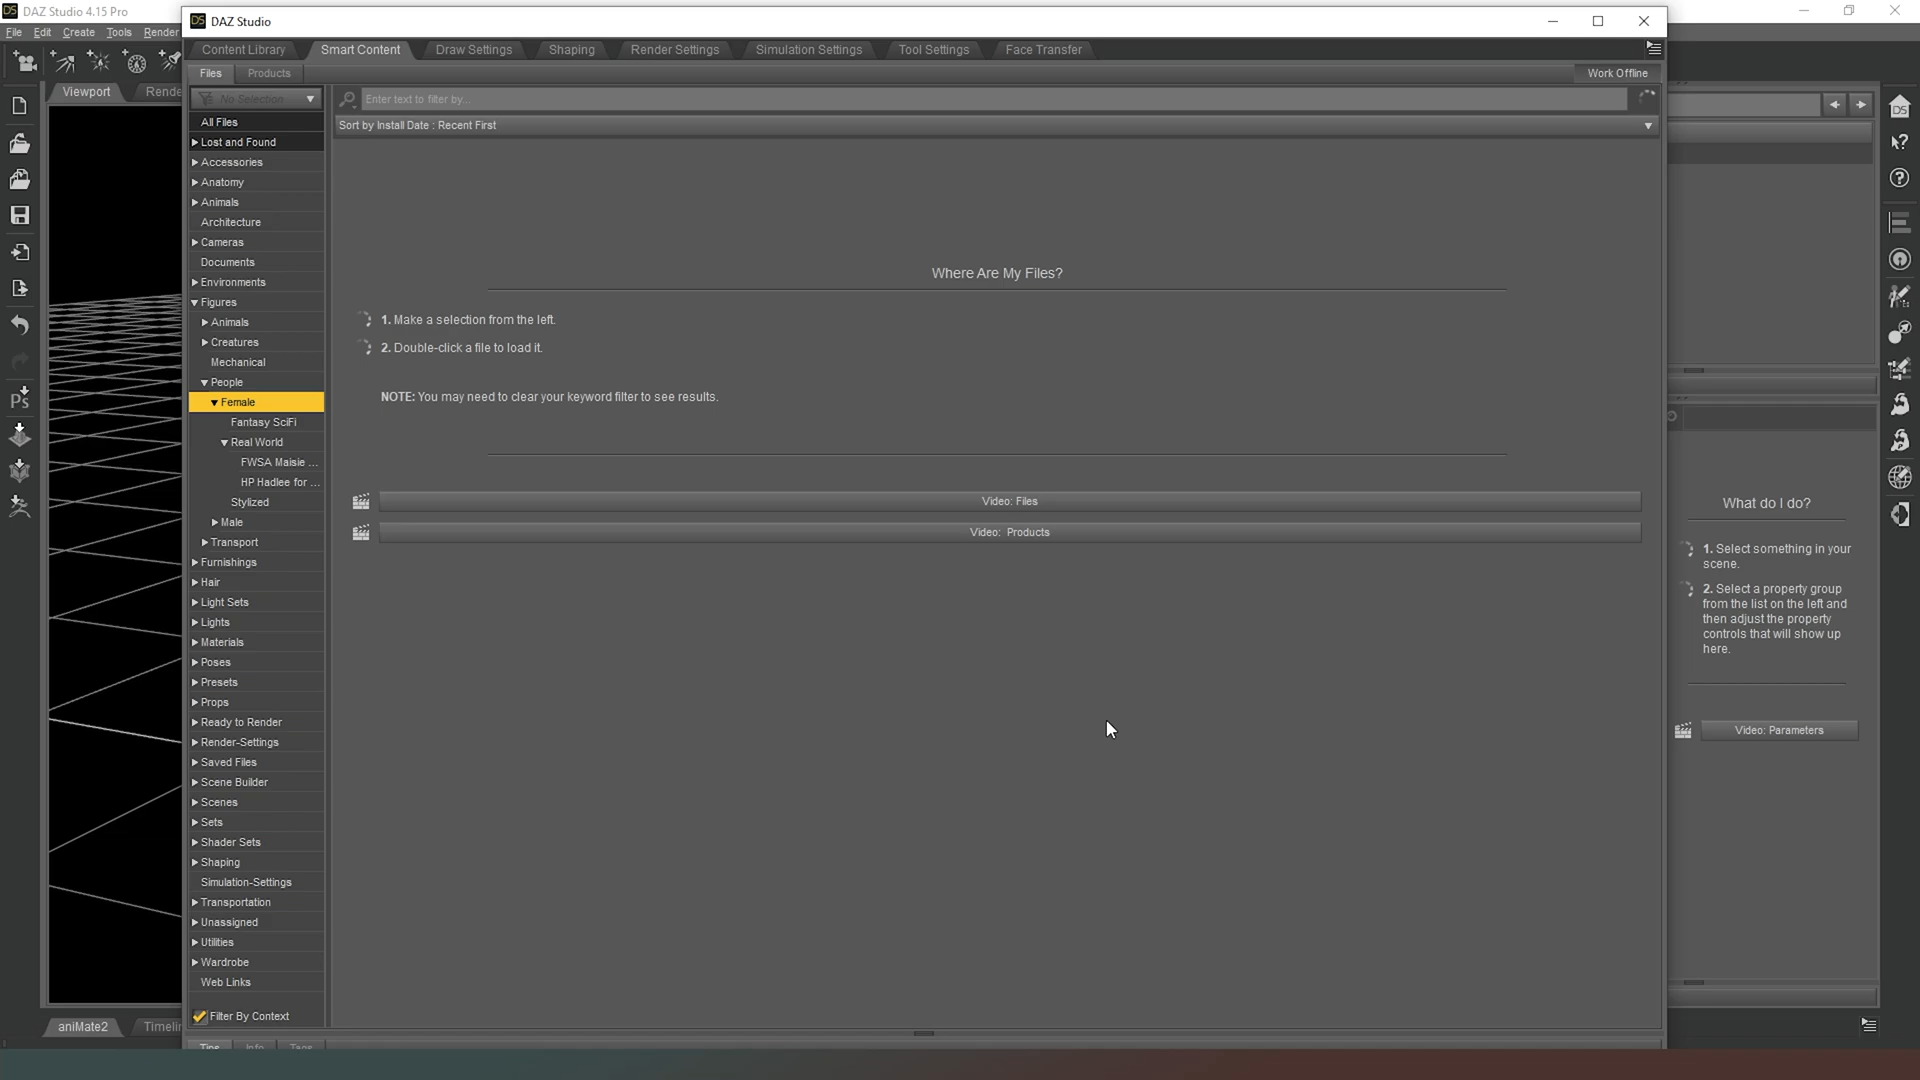 DAZ Studio 4.15 Pro
File Edit Create Tools Render
DAZ Studio
Content Library Smart Content Draw Settings Shaping Render Settings Simulation Settings Tool Settings Face Transfer
Files Products
Work Offline
Viewport Rende
No Selection
Enter text to filter by...
Sort by Install Date : Recent First
All Files
Lost and Found
Accessories
Anatomy
Animals
Architecture
Cameras
Documents
Environments
Figures
Animals
Creatures
Mechanical
People
Female
Fantasy SciFi
Real World
FWSA Maisie ...
HP Hadlee for ...
Stylized
Male
Transport
Furnishings
Hair
Light Sets
Lights
Materials
Poses
Presets
Props
Ready to Render
Render-Settings
Saved Files
Scene Builder
Scenes
Sets
Shader Sets
Shaping
Simulation-Settings
Transportation
Unassigned
Utilities
Wardrobe
Web Links
Filter By Context
Where Are My Files?
1. Make a selection from the left.
2. Double-click a file to load it.
NOTE: You may need to clear your keyword filter to see results.
Video: Files
Video: Products
What do I do?
1. Select something in your
scene.
2. Select a property group
from the list on the left and
then adjust the property
controls that will show up
here.
Video: Parameters
aniMate2 Timelin
Tips Info Tags
Ps
DS